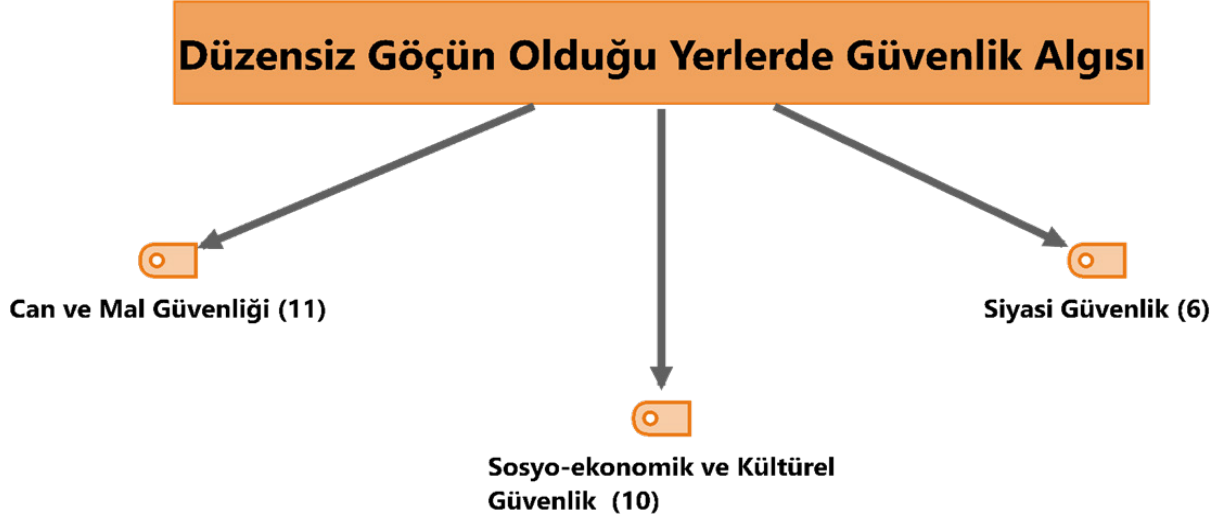 Düzensiz Göçün Olduğu Yerlerde Güvenlik Algısı
Can ve Mal Güvenliği (11)
Siyasi Güvenlik (6)
Sosyo-ekonomik ve Kültürel
Güvenlik (10)